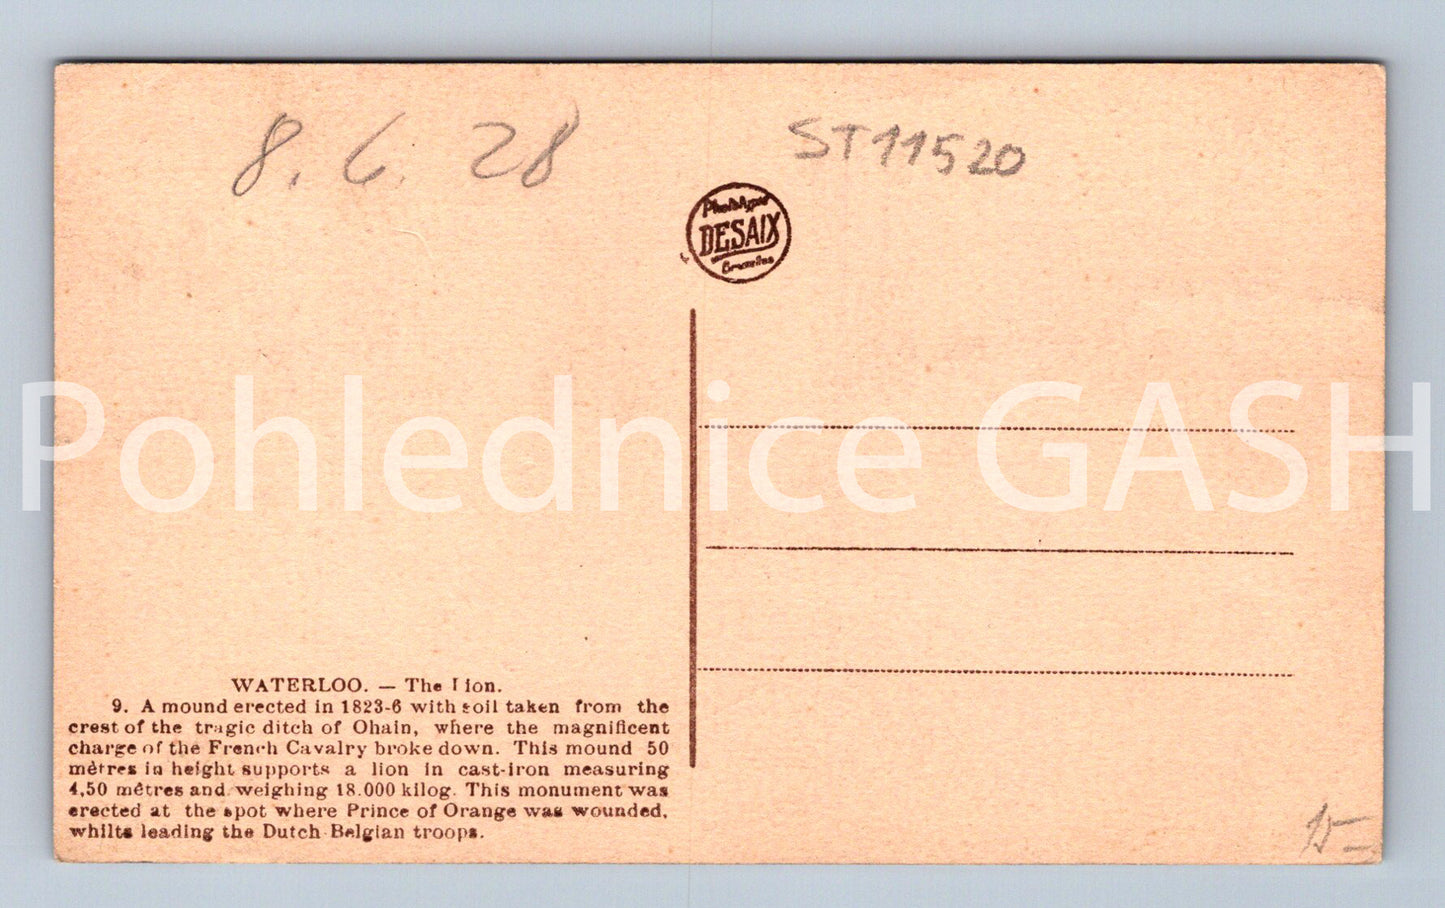 8. 6. 28
ST11520
Phototypie
DESAIX
Bruxelles
Pohlednice GASH
WATERLOO. — The Lion.
9. A mound erected in 1823-6 with soil taken from the
crest of the tragic ditch of Ohain, where the magnificent
charge of the French Cavalry broke down. This mound 50
mètres in height supports a lion in cast-iron measuring
4,50 mètres and weighing 18.000 kilog. This monument was
erected at the spot where Prince of Orange was wounded,
whilts leading the Dutch-Belgian troops.
15-